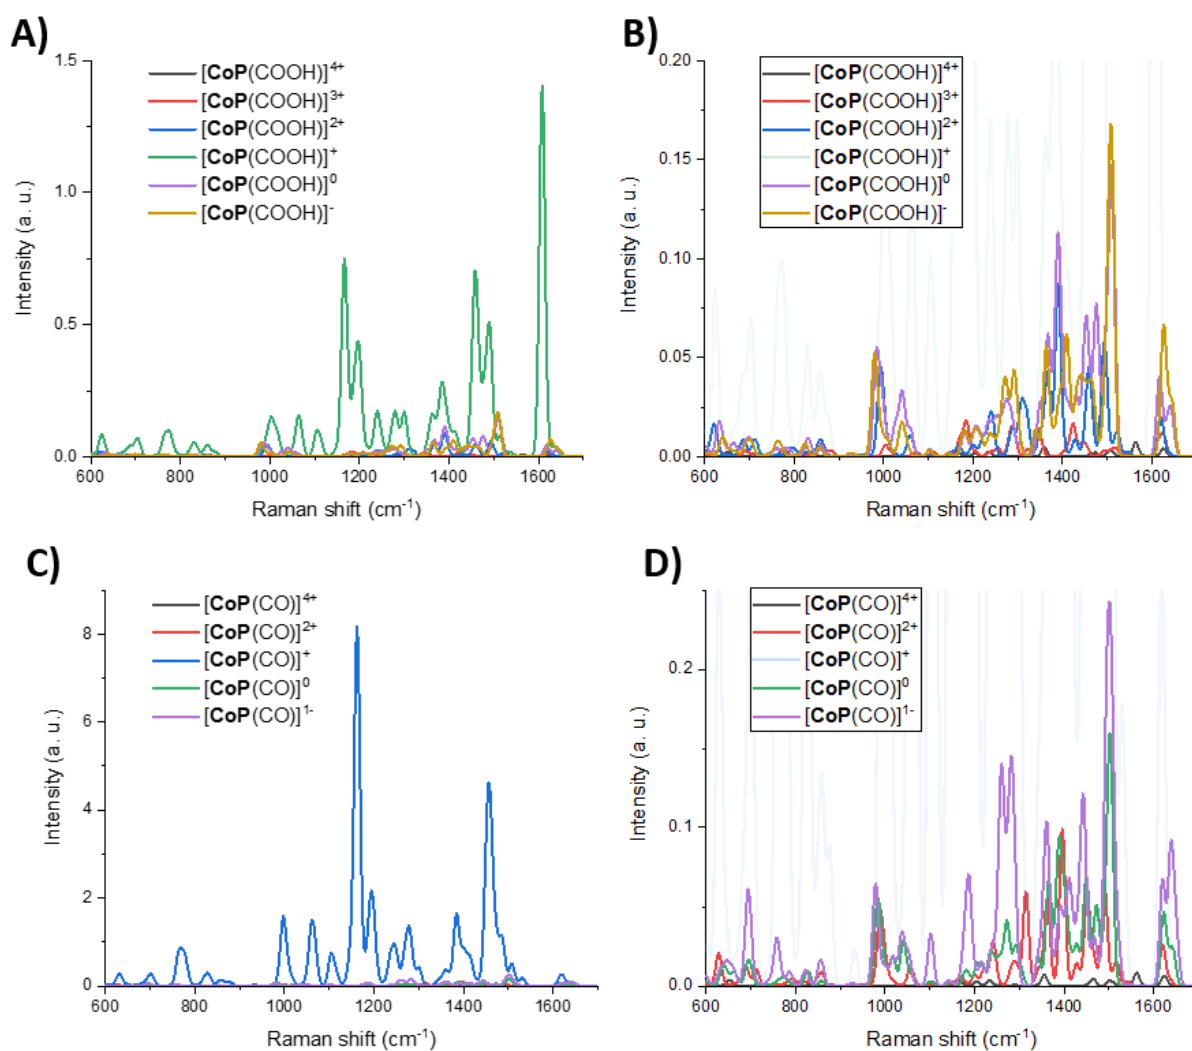 A)
1.5
1.0
0.5
0.0
Intensity (a. u.)
[CoP(COOH)]⁴⁺
[CoP(COOH)]³⁺
[CoP(COOH)]²⁺
[CoP(COOH)]⁺
[CoP(COOH)]⁰
[CoP(COOH)]⁻
600 800 1000 1200 1400 1600
Raman shift (cm⁻¹)
B)
0.20
0.15
0.10
0.05
0.00
Intensity (a. u.)
[CoP(COOH)]⁴⁺
[CoP(COOH)]³⁺
[CoP(COOH)]²⁺
[CoP(COOH)]⁺
[CoP(COOH)]⁰
[CoP(COOH)]⁻
600 800 1000 1200 1400 1600
Raman shift (cm⁻¹)
C)
8
6
4
2
0
Intensity (a. u.)
[CoP(CO)]⁴⁺
[CoP(CO)]²⁺
[CoP(CO)]⁺
[CoP(CO)]⁰
[CoP(CO)]¹⁻
600 800 1000 1200 1400 1600
Raman shift (cm⁻¹)
D)
0.2
0.1
0.0
Intensity (a. u.)
[CoP(CO)]⁴⁺
[CoP(CO)]²⁺
[CoP(CO)]⁺
[CoP(CO)]⁰
[CoP(CO)]¹⁻
600 800 1000 1200 1400 1600
Raman shift (cm⁻¹)